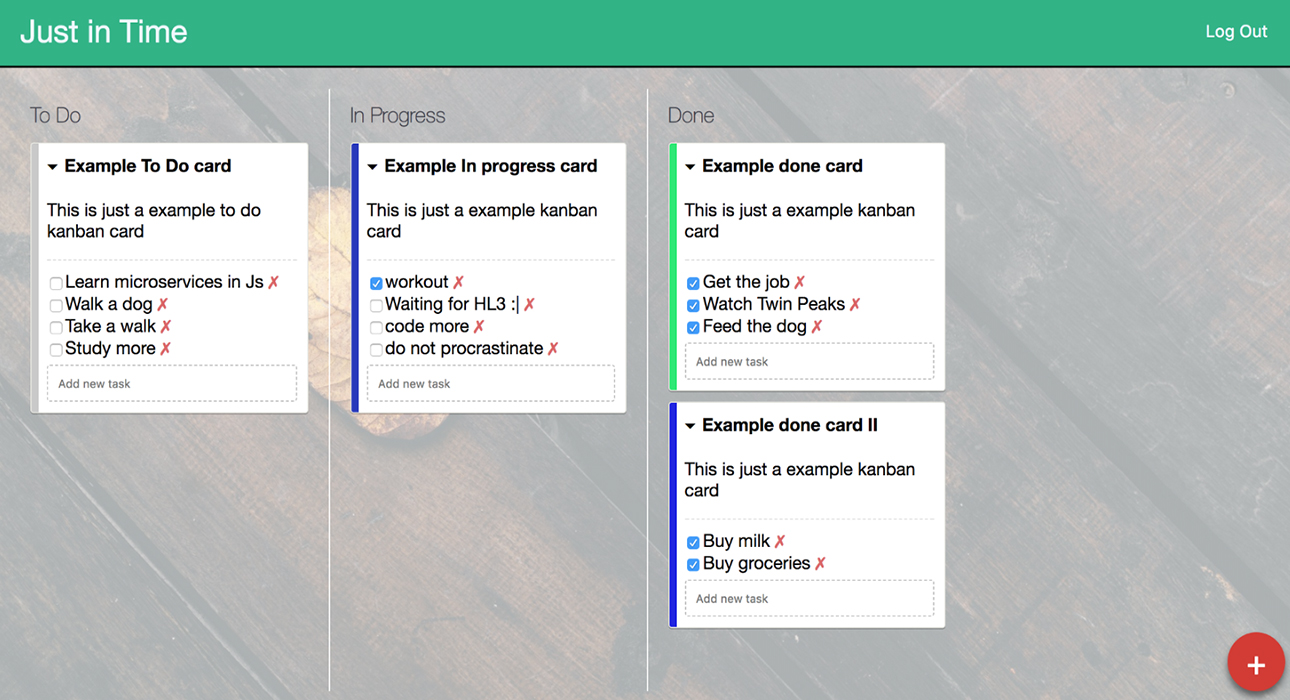 Just in Time
Log Out
To Do
Example To Do card
This is just a example to do
kanban card
Learn microservices in Js ✗
Walk a dog ✗
Take a walk ✗
Study more ✗
Add new task
In Progress
Example In progress card
This is just a example kanban
card
workout ✗
Waiting for HL3 :| ✗
code more ✗
do not procrastinate ✗
Add new task
Done
Example done card
This is just a example kanban
card
Get the job ✗
Watch Twin Peaks ✗
Feed the dog ✗
Add new task
Example done card II
This is just a example kanban
card
Buy milk ✗
Buy groceries ✗
Add new task
+